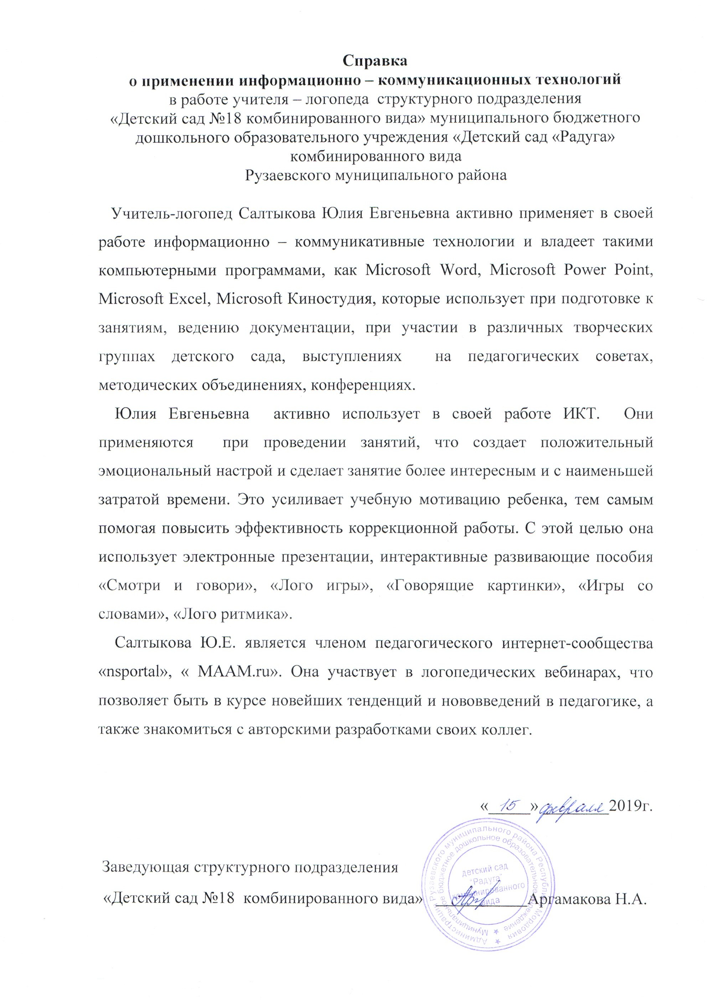 Справка
о применении информационно – коммуникационных технологий
в работе учителя – логопеда  структурного подразделения
«Детский сад №18 комбинированного вида» муниципального бюджетного
дошкольного образовательного учреждения «Детский сад «Радуга»
комбинированного вида
Рузаевского муниципального района
Учитель-логопед Салтыкова Юлия Евгеньевна активно применяет в своей
работе информационно – коммуникативные технологии и владеет такими
компьютерными программами, как Microsoft Word, Microsoft Power Point,
Microsoft Excel, Microsoft Киностудия, которые использует при подготовке к
занятиям, ведению документации, при участии в различных творческих
группах детского сада, выступлениях  на педагогических советах,
методических объединениях, конференциях.
Юлия Евгеньевна  активно использует в своей работе ИКТ.  Они
применяются  при проведении занятий, что создает положительный
эмоциональный настрой и сделает занятие более интересным и с наименьшей
затратой времени. Это усиливает учебную мотивацию ребенка, тем самым
помогая повысить эффективность коррекционной работы. С этой целью она
использует электронные презентации, интерактивные развивающие пособия
«Смотри и говори», «Лого игры», «Говорящие картинки», «Игры со
словами», «Лого ритмика».
Салтыкова Ю.Е. является членом педагогического интернет-сообщества
«nsportal», « MAAM.ru». Она участвует в логопедических вебинарах, что
позволяет быть в курсе новейших тенденций и нововведений в педагогике, а
также знакомиться с авторскими разработками своих коллег.
« 15 » февраля 2019г.
Заведующая структурного подразделения
«Детский сад №18  комбинированного вида» ___________Аргамакова Н.А.
Администрация Рузаевского муниципального района Республики Мордовия
Муниципальное бюджетное дошкольное образовательное учреждение
детский сад
"Радуга"
комбинированного
вида